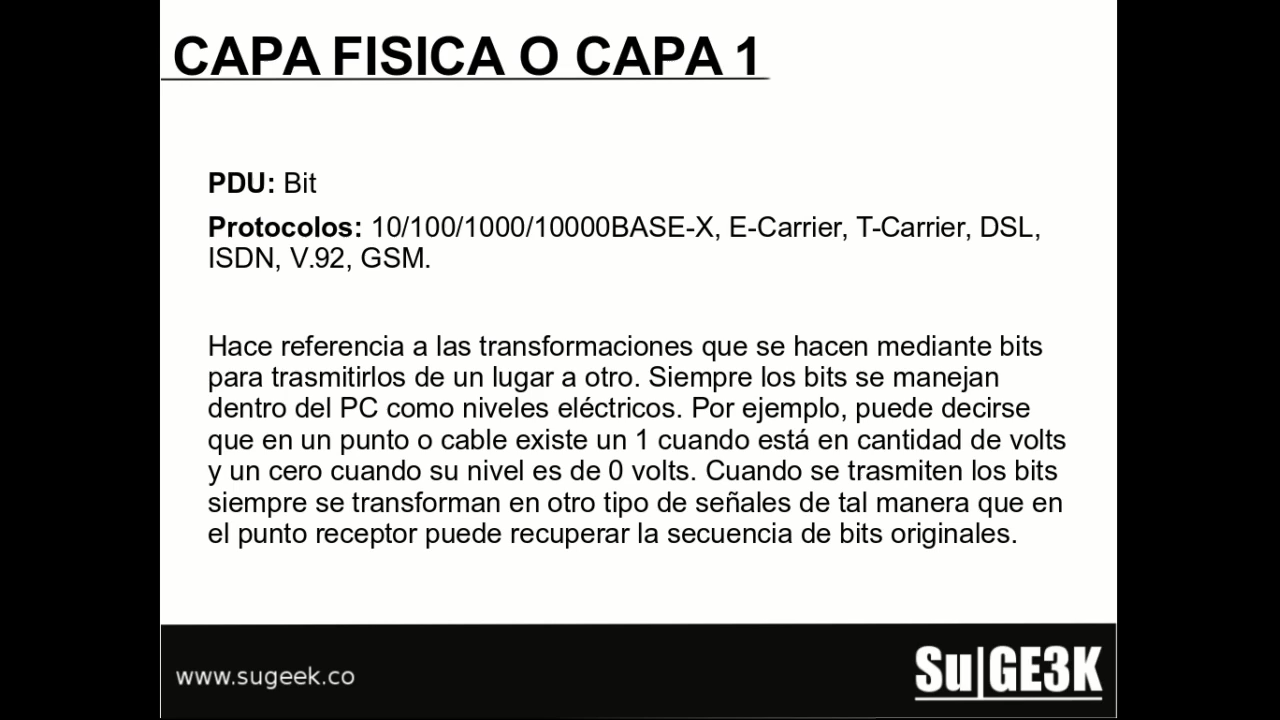 CAPA FISICA O CAPA 1
PDU: Bit
Protocolos: 10/100/1000/10000BASE-X, E-Carrier, T-Carrier, DSL,
ISDN, V.92, GSM.
Hace referencia a las transformaciones que se hacen mediante bits
para trasmitirlos de un lugar a otro. Siempre los bits se manejan
dentro del PC como niveles eléctricos. Por ejemplo, puede decirse
que en un punto o cable existe un 1 cuando está en cantidad de volts
y un cero cuando su nivel es de 0 volts. Cuando se trasmiten los bits
siempre se transforman en otro tipo de señales de tal manera que en
el punto receptor puede recuperar la secuencia de bits originales.
www.sugeek.co
Su|GE3K